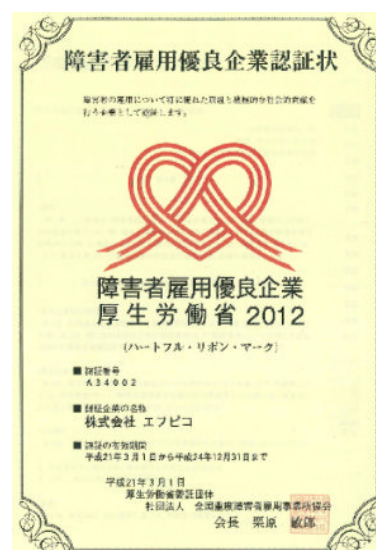 障害者雇用優良企業認証状
障害者の雇用について特に優れた取組と積極的な社会的貢献を
行う企業として認証します。
障害者雇用優良企業
厚生労働省 2012
(ハートフル・リボン・マーク)
■ 認証番号
A34002
■ 認証企業の名称
株式会社 エフピコ
■ 認証の有効期間
平成21年3月1日から平成24年12月31日まで
平成21年3月1日
厚生労働省委託団体
社団法人 全国重度障害者雇用事業所協会
会長 栗原 敏郎